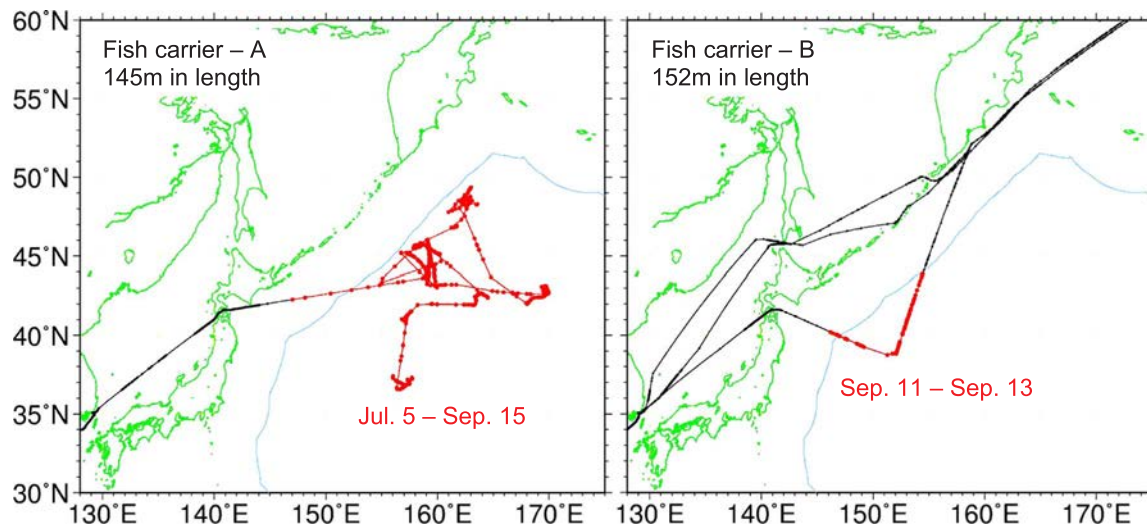 60˚N
55˚N
50˚N
45˚N
40˚N
35˚N
30˚N
Fish carrier – A
145m in length
Jul. 5 – Sep. 15
130˚E 140˚E 150˚E 160˚E 170˚E
Fish carrier – B
152m in length
Sep. 11 – Sep. 13
130˚E 140˚E 150˚E 160˚E 170˚E